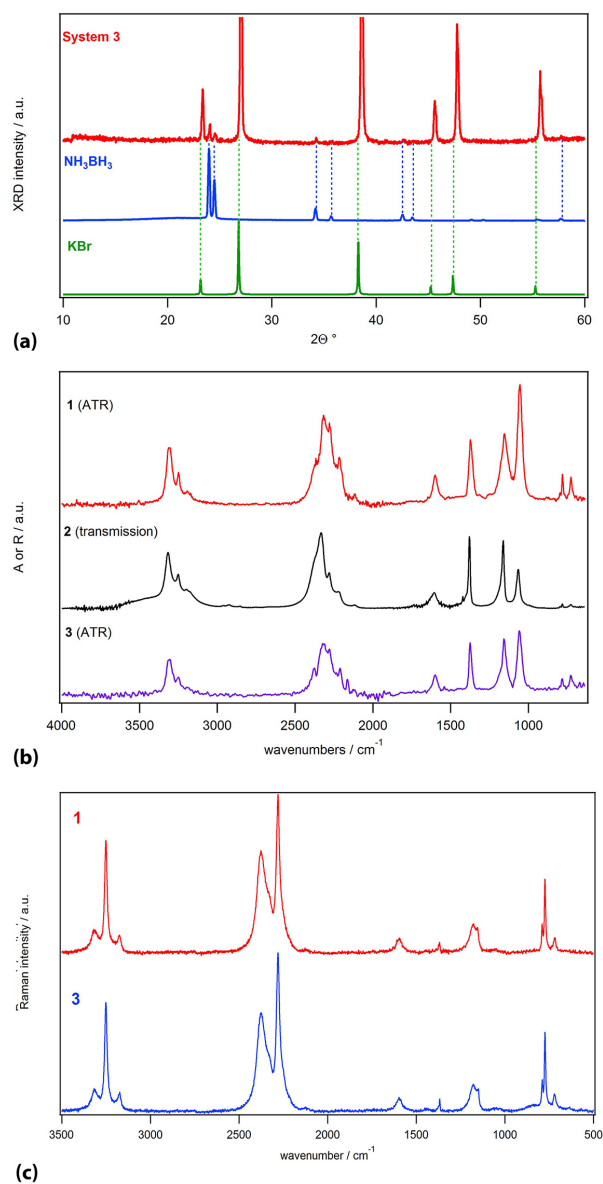 System 3
NH₃BH₃
KBr
XRD intensity / a.u.
10 20 30 40 50 60
2Θ °
(a)
1 (ATR)
2 (transmission)
3 (ATR)
A or R / a.u.
4000 3500 3000 2500 2000 1500 1000
wavenumbers / cm⁻¹
(b)
1
3
Raman intensity / a.u.
3500 3000 2500 2000 1500 1000 500
wavenumber / cm⁻¹
(c)